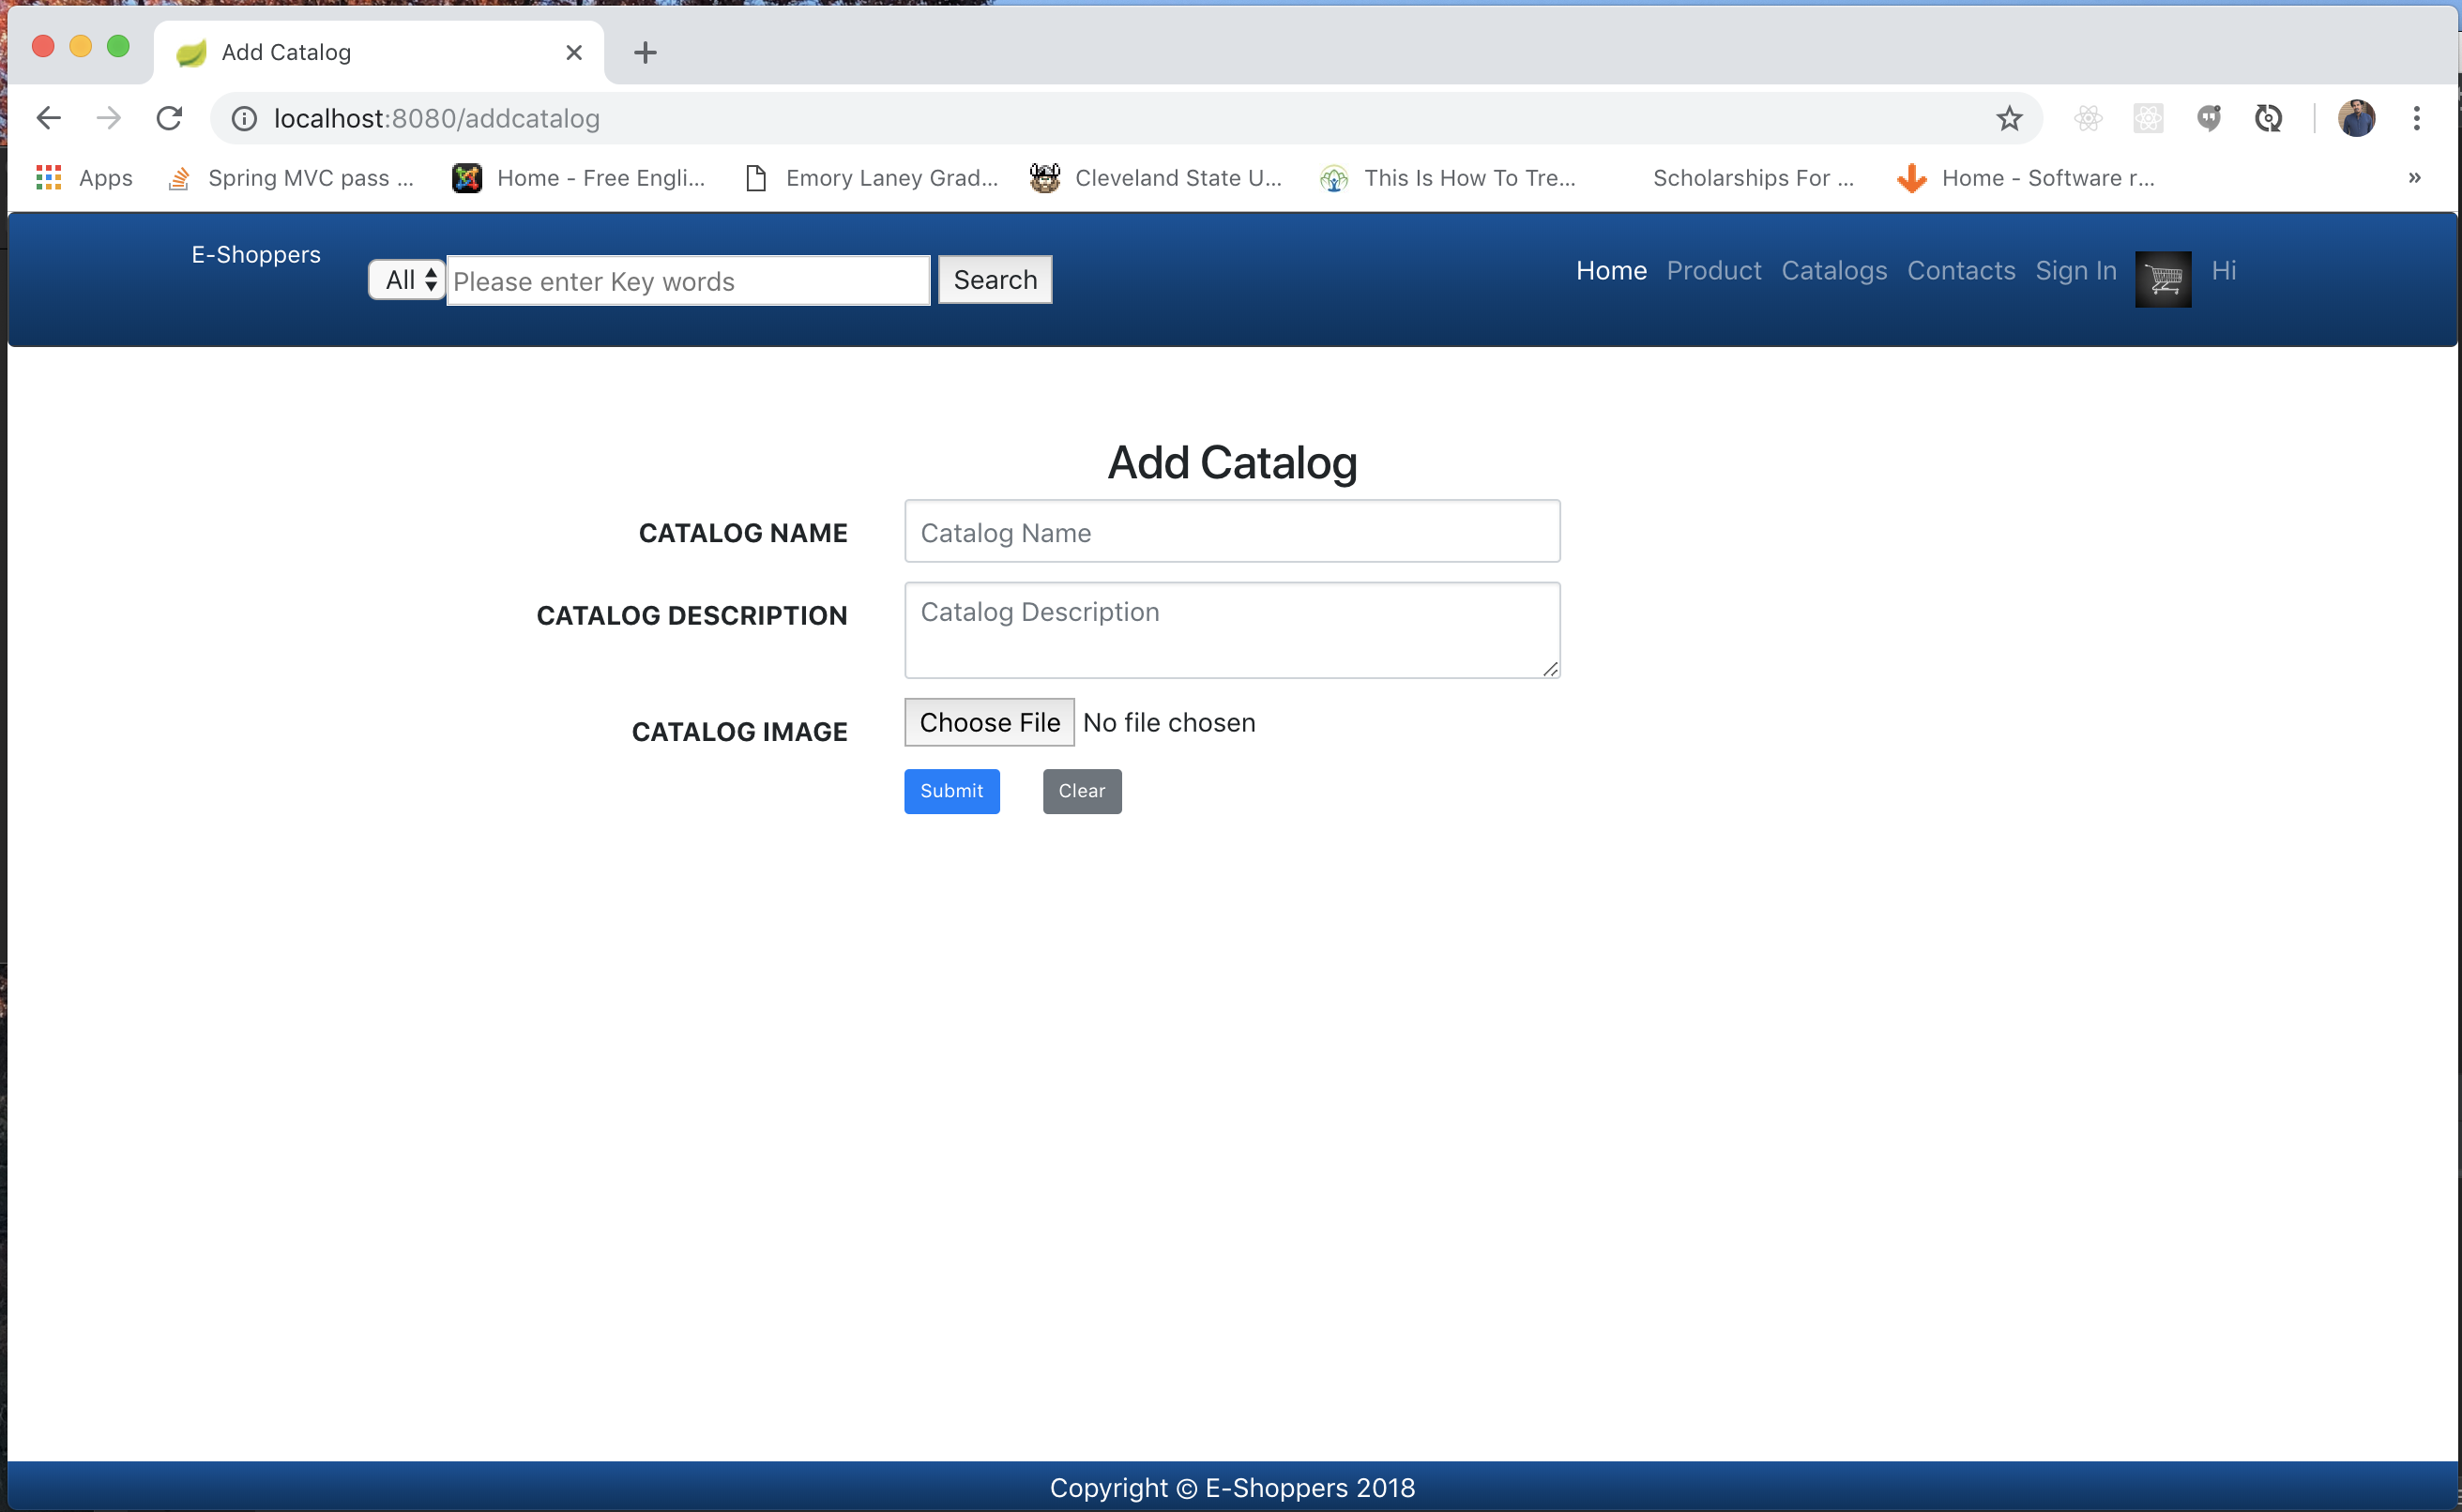 Add Catalog
localhost:8080/addcatalog
Apps Spring MVC pass ... Home - Free Engli... Emory Laney Grad... Cleveland State U... This Is How To Tre... Scholarships For ... Home - Software r... »
E-Shoppers All Please enter Key words Search Home Product Catalogs Contacts Sign In Hi
Add Catalog
CATALOG NAME Catalog Name
CATALOG DESCRIPTION Catalog Description
CATALOG IMAGE Choose File No file chosen
Submit Clear
Copyright © E-Shoppers 2018